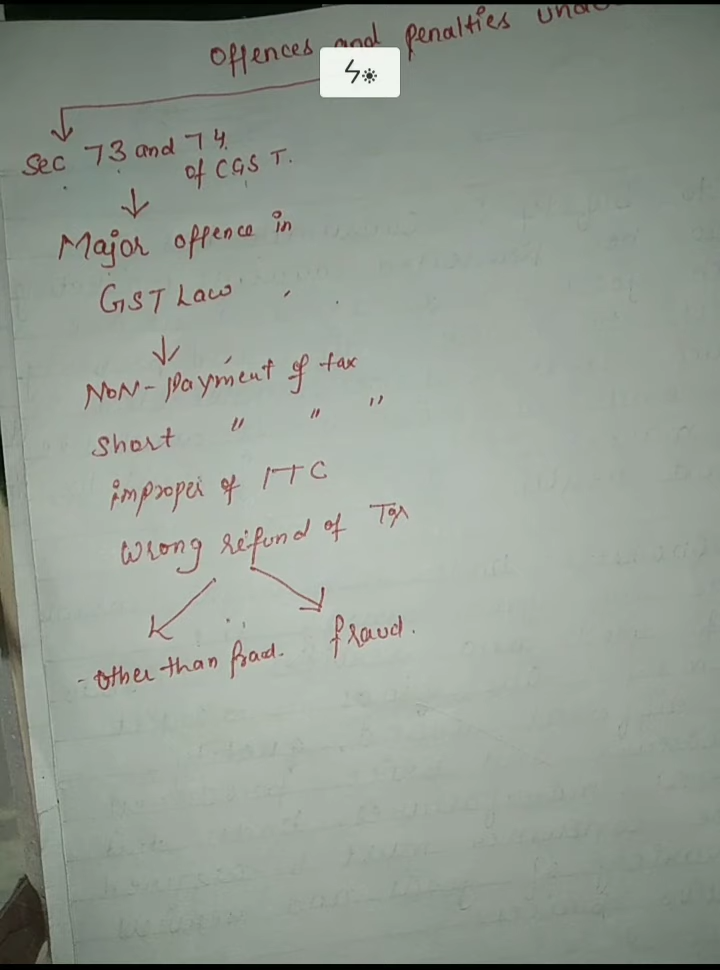 Offences and penalties
Sec 73 and 74
of CGST.
Major offence in
GST Law
NON-Payment of tax
Short " " "
improper of ITC
Wrong refund of Tax
- other than frad. fraud.